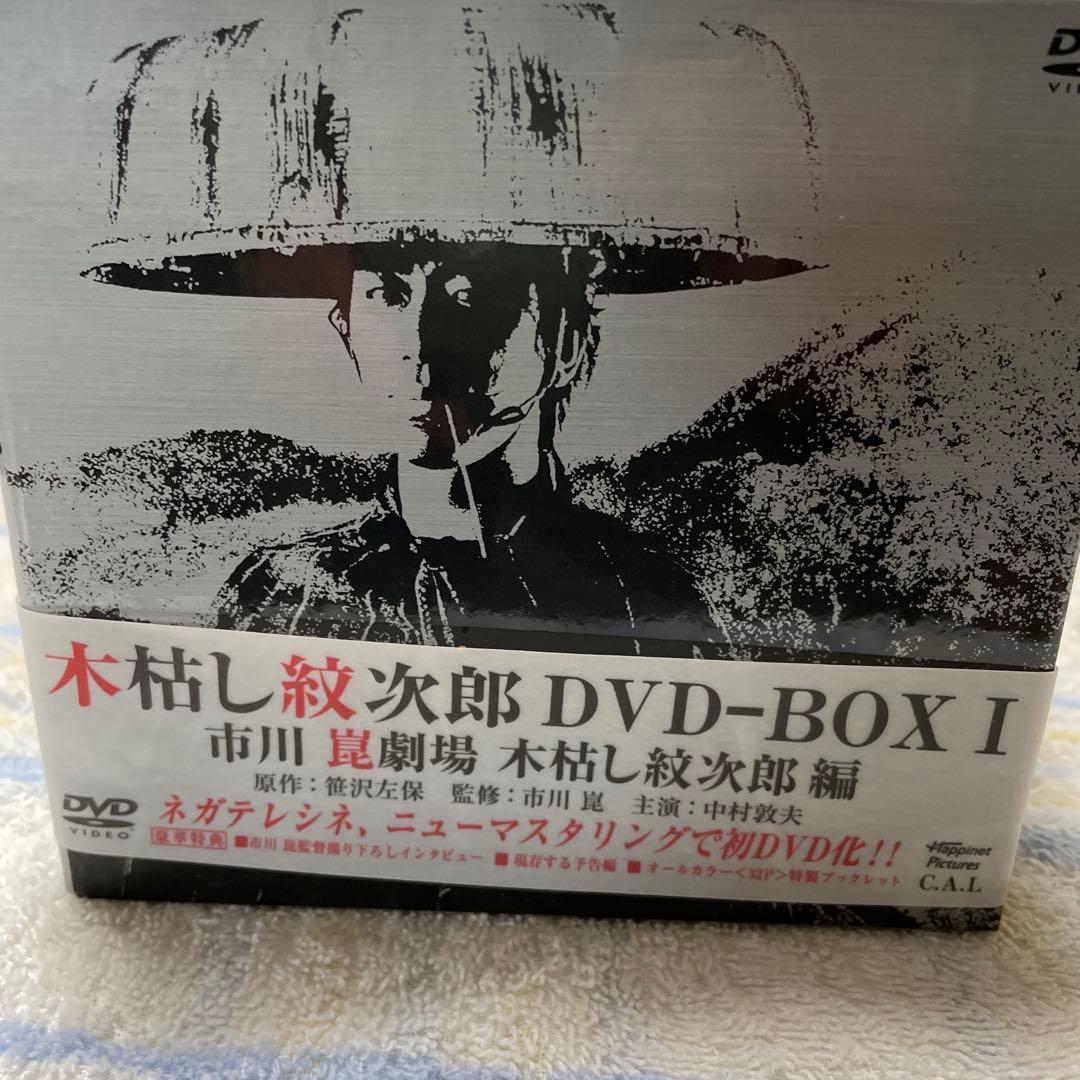 木枯し紋次郎 DVD-BOX I
市川 崑劇場 木枯し紋次郎 編
原作：笹沢左保 監修：市川 崑 主演：中村敦夫
DVD VIDEO
ネガテレシネ、ニューマスタリングで初DVD化！！
豪華特典 ■市川 崑監督撮り下ろしインタビュー ■現存する予告編 ■オールカラー＜32P＞特製ブックレット
Happinet Pictures
C.A.L